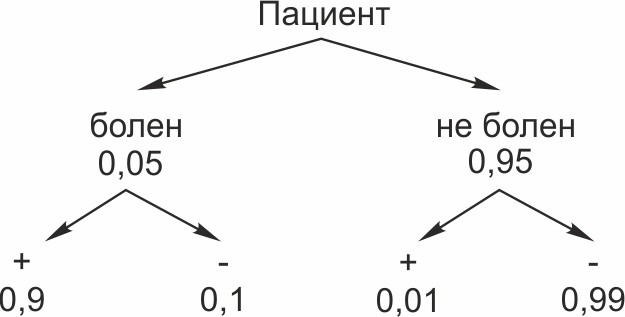 Пациент
болен не болен
0,05 0,95
+ - + -
0,9 0,1 0,01 0,99